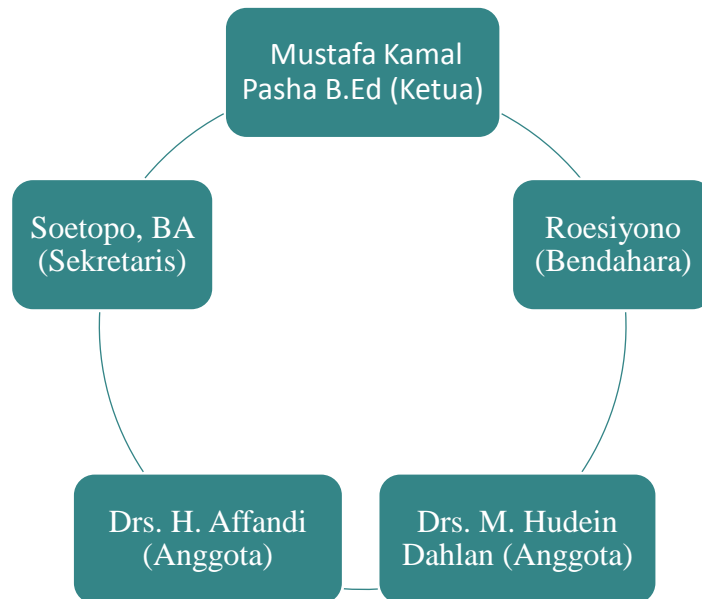 Mustafa Kamal
Pasha B.Ed (Ketua)
Roesiyono
(Bendahara)
Drs. M. Hudein
Dahlan (Anggota)
Drs. H. Affandi
(Anggota)
Soetopo, BA
(Sekretaris)